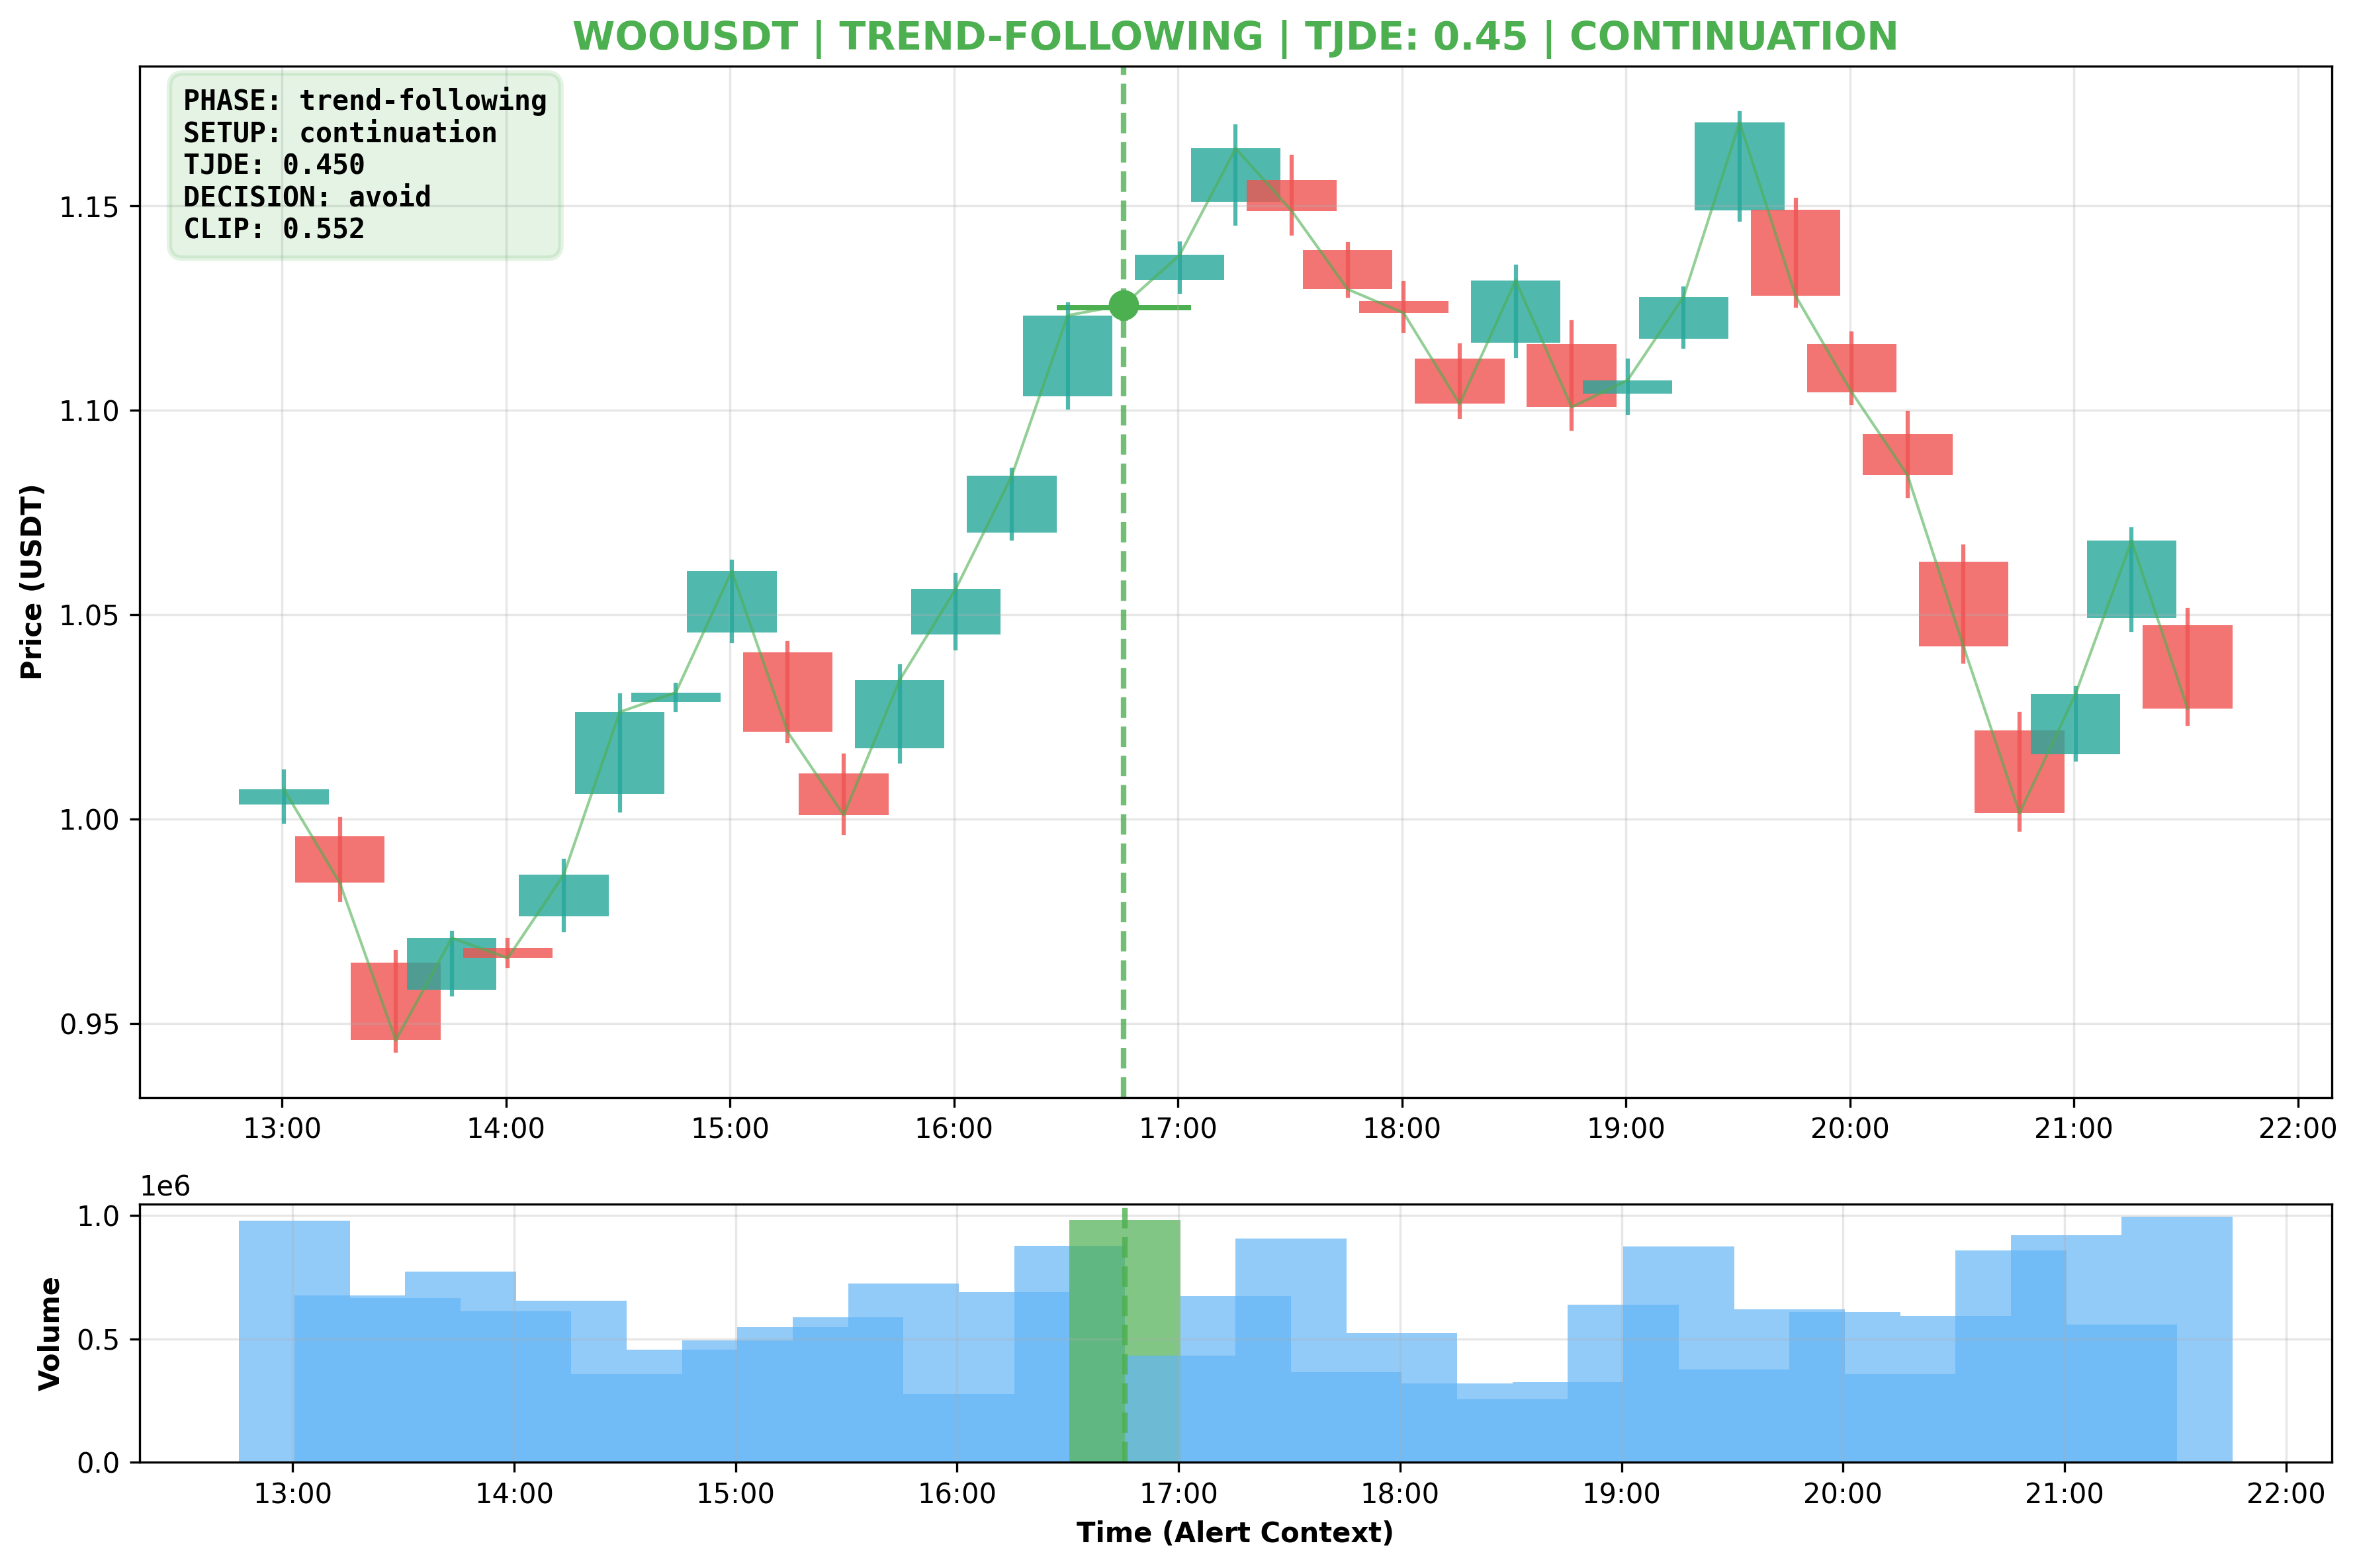 WOOUSDT | TREND-FOLLOWING | TJDE: 0.45 | CONTINUATION
PHASE: trend-following
SETUP: continuation
TJDE: 0.450
DECISION: avoid
CLIP: 0.552
Price (USDT)
1.15
1.10
1.05
1.00
0.95
13:00 14:00 15:00 16:00 17:00 18:00 19:00 20:00 21:00 22:00
1e6
Volume
1.0
0.5
0.0
13:00 14:00 15:00 16:00 17:00 18:00 19:00 20:00 21:00 22:00
Time (Alert Context)